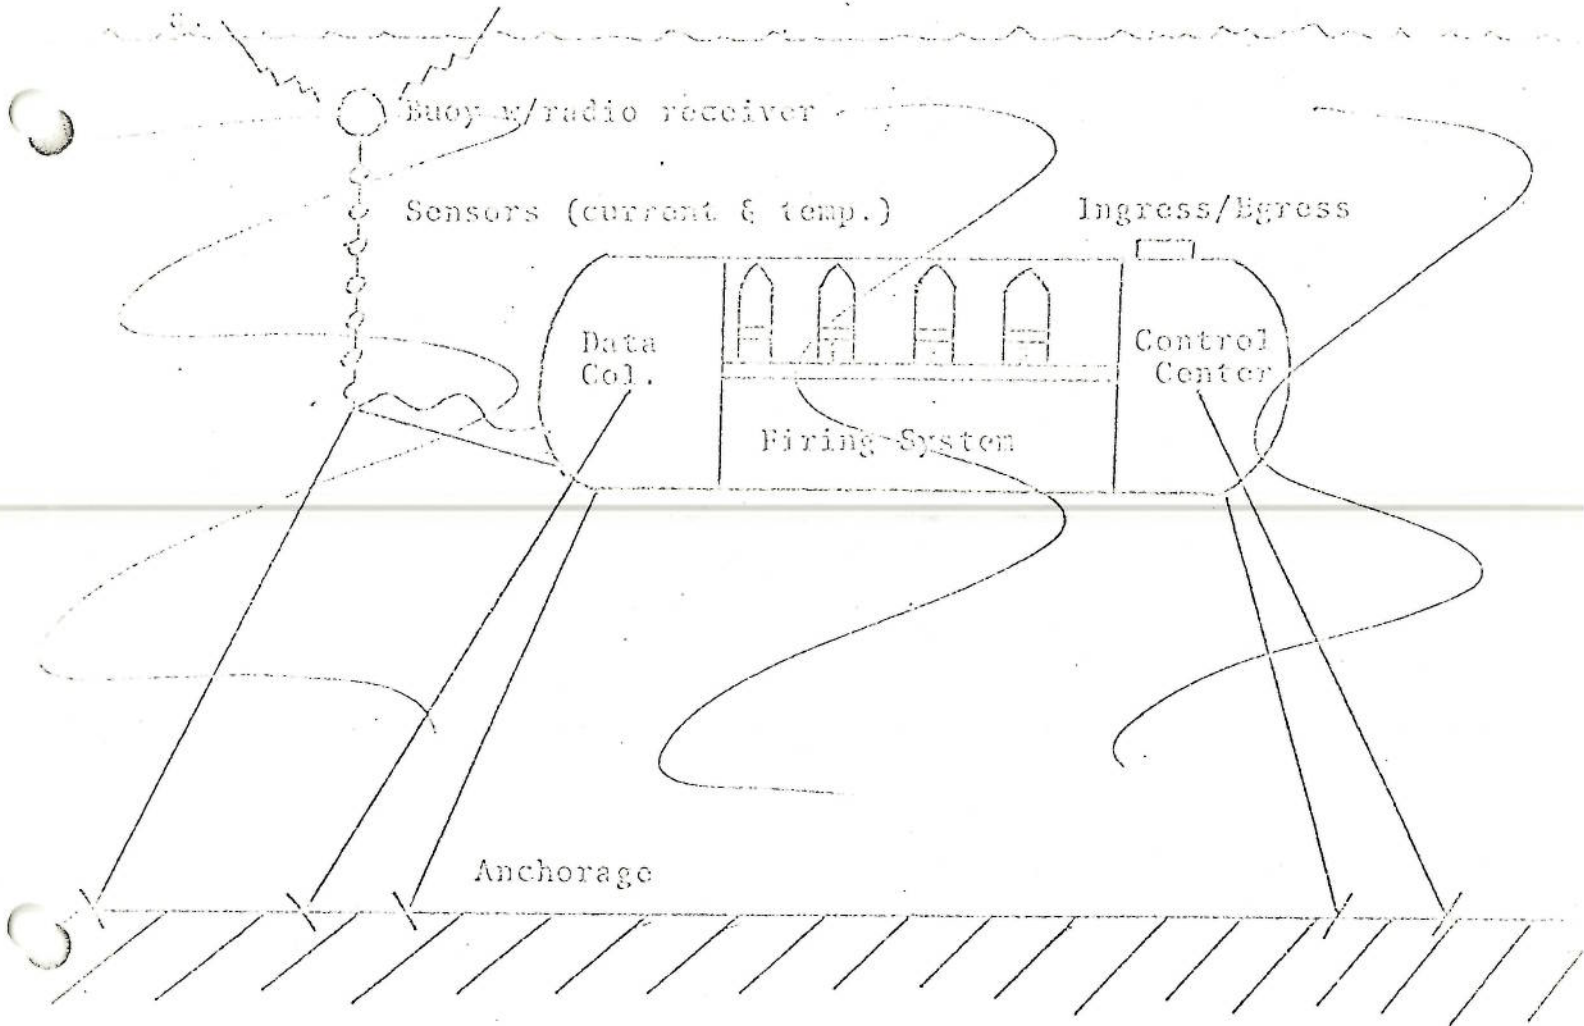 Buoy w/radio receiver
Sensors (current & temp.)
Ingress/Egress
Data
Col.
Control
Center
Firing System
Anchorage